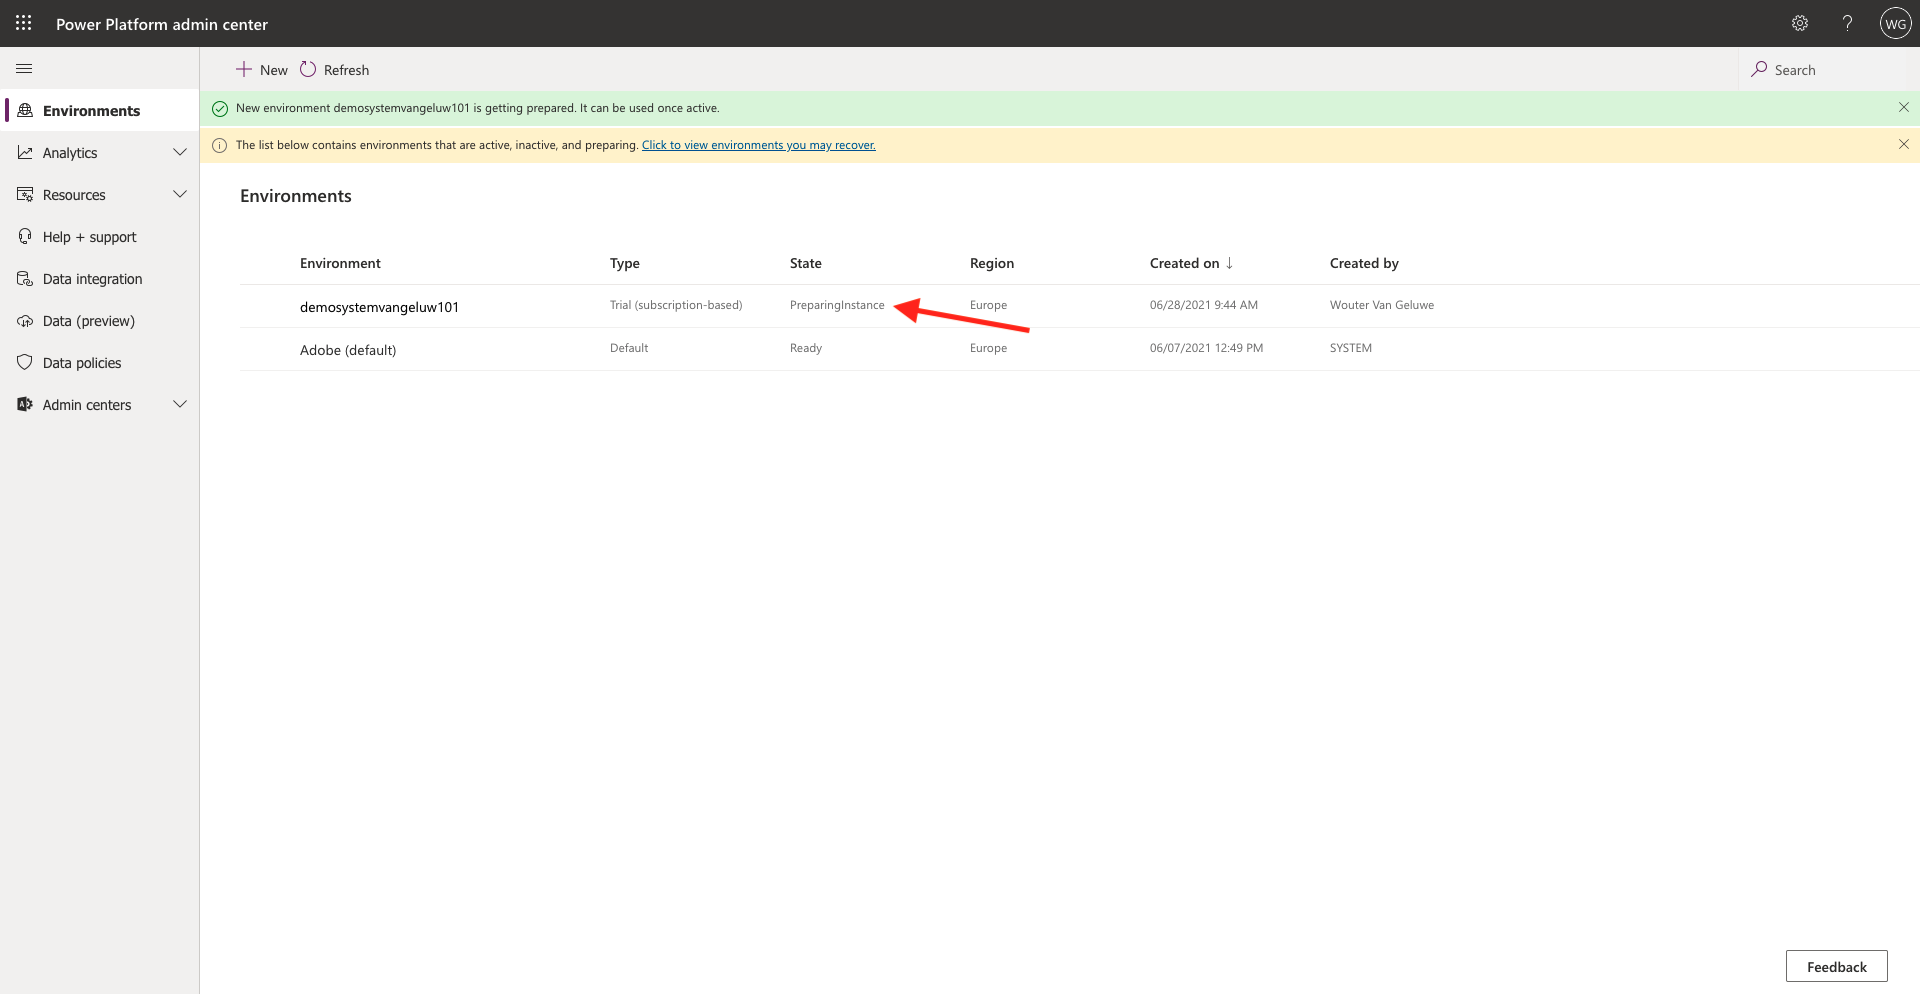 Power Platform admin center
WG
New Refresh Search
Environments
Analytics
Resources
Help + support
Data integration
Data (preview)
Data policies
Admin centers
New environment demosystemvangeluw101 is getting prepared. It can be used once active.
The list below contains environments that are active, inactive, and preparing. Click to view environments you may recover.
Environments
Environment Type State Region Created on ↓ Created by
demosystemvangeluw101 Trial (subscription-based) PreparingInstance Europe 06/28/2021 9:44 AM Wouter Van Geluwe
Adobe (default) Default Ready Europe 06/07/2021 12:49 PM SYSTEM
Feedback